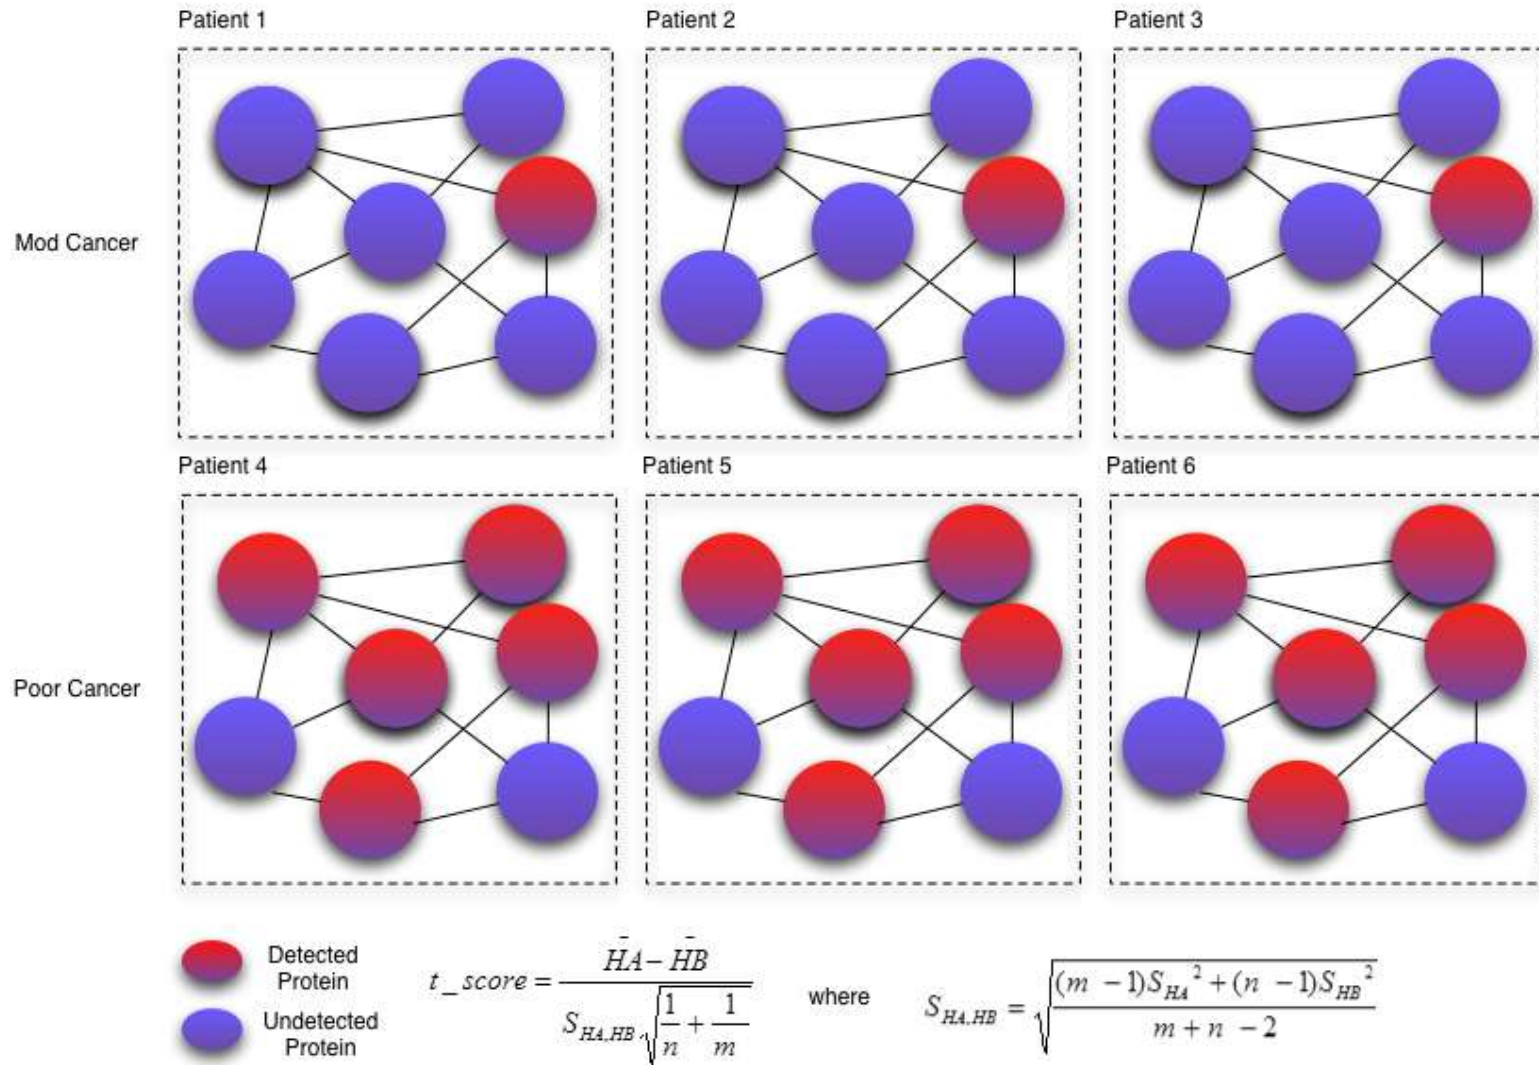 Patient 1
Patient 2
Patient 3
Mod Cancer
Patient 4
Patient 5
Patient 6
Poor Cancer
Detected
Protein
Undetected
Protein
t_score = (H̄A − H̄B) / (S_{HA,HB} √(1/n + 1/m))
where
S_{HA,HB} = √(((m − 1)S_{HA}² + (n − 1)S_{HB}²) / (m + n − 2))